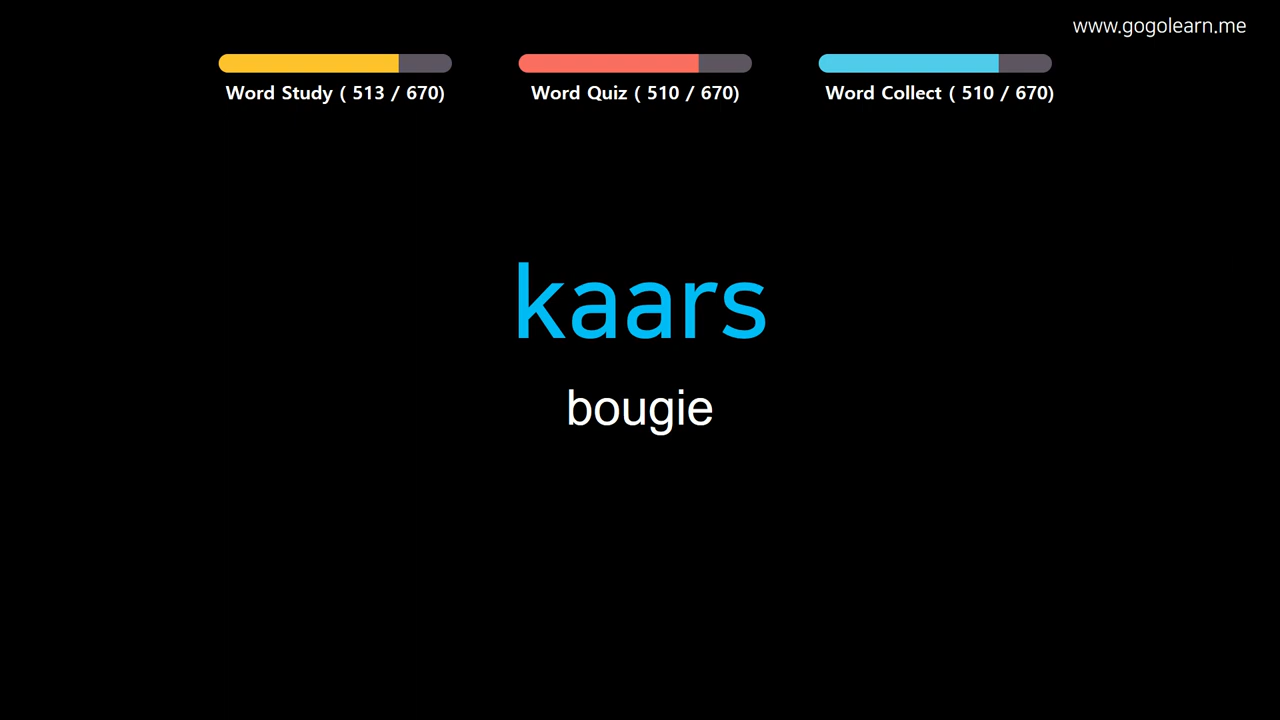 www.gogolearn.me
Word Study ( 513 / 670)
Word Quiz ( 510 / 670)
Word Collect ( 510 / 670)
kaars
bougie